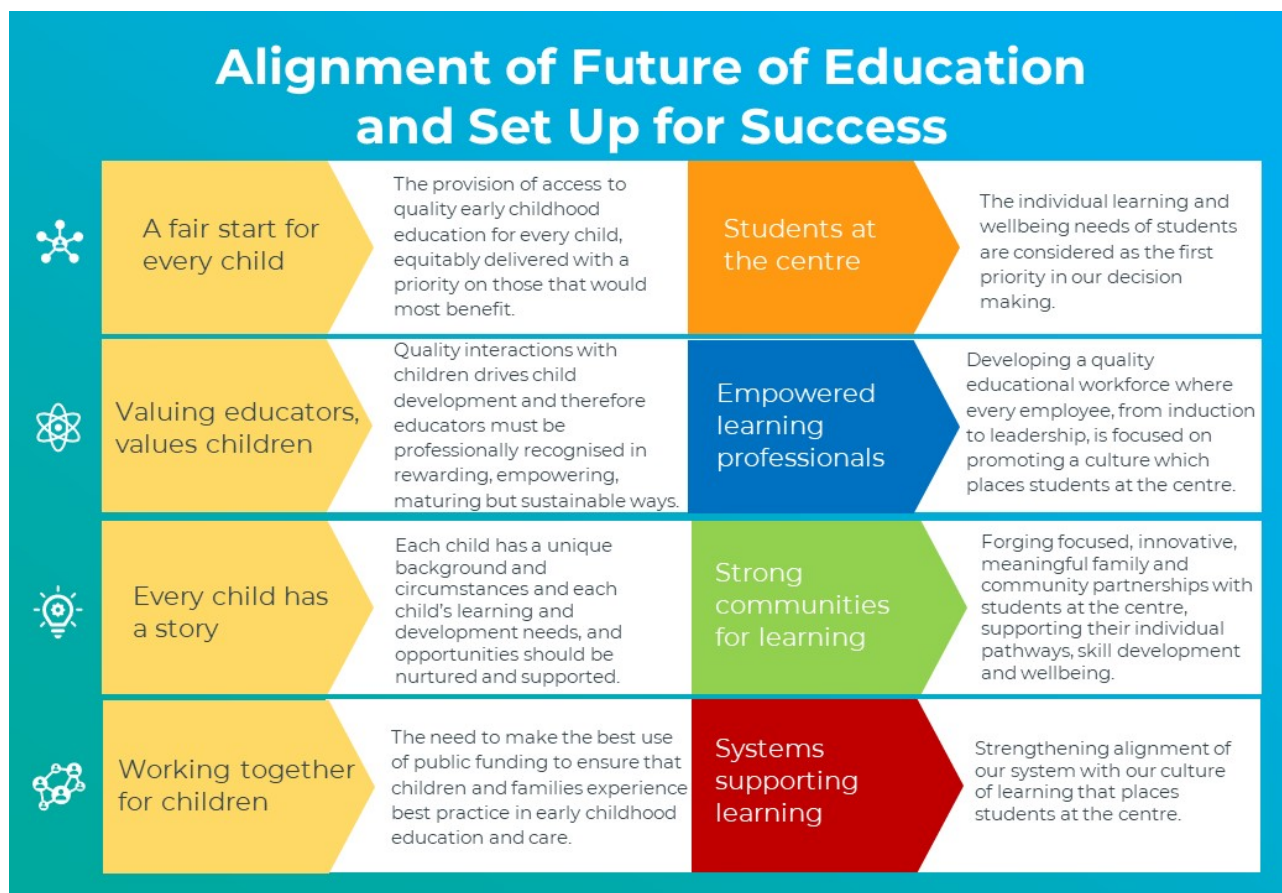 Alignment of Future of Education
and Set Up for Success
A fair start for
every child
The provision of access to
quality early childhood
education for every child,
equitably delivered with a
priority on those that would
most benefit.
Students at
the centre
The individual learning and
wellbeing needs of students
are considered as the first
priority in our decision
making.
Valuing educators,
values children
Quality interactions with
children drives child
development and therefore
educators must be
professionally recognised in
rewarding, empowering,
maturing but sustainable ways.
Empowered
learning
professionals
Developing a quality
educational workforce where
every employee, from induction
to leadership, is focused on
promoting a culture which
places students at the centre.
Every child has
a story
Each child has a unique
background and
circumstances and each
child's learning and
development needs, and
opportunities should be
nurtured and supported.
Strong
communities
for learning
Forging focused, innovative,
meaningful family and
community partnerships with
students at the centre,
supporting their individual
pathways, skill development
and wellbeing.
Working together
for children
The need to make the best use
of public funding to ensure that
children and families experience
best practice in early childhood
education and care.
Systems
supporting
learning
Strengthening alignment of
our system with our culture
of learning that places
students at the centre.